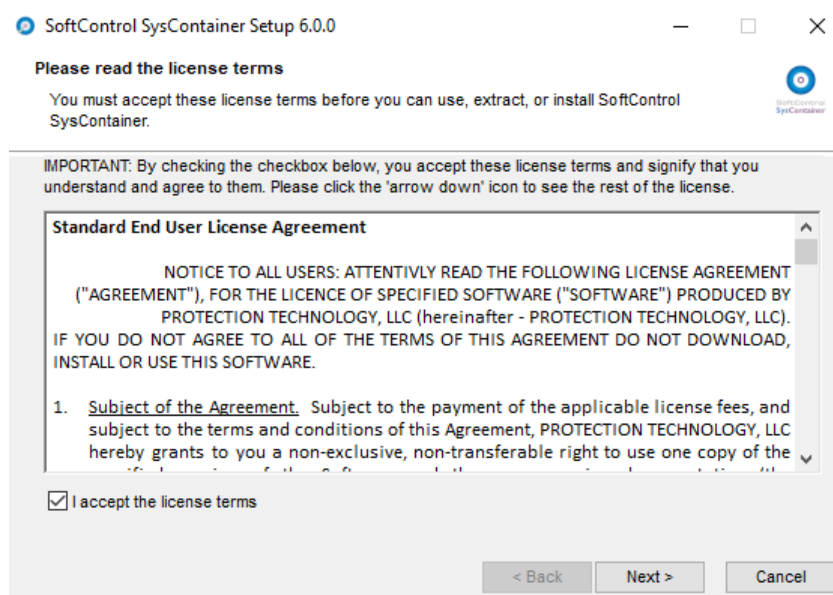 SoftControl SysContainer Setup 6.0.0
Please read the license terms
You must accept these license terms before you can use, extract, or install SoftControl
SysContainer.
SoftControl
SysContainer
IMPORTANT: By checking the checkbox below, you accept these license terms and signify that you
understand and agree to them. Please click the 'arrow down' icon to see the rest of the license.
Standard End User License Agreement
NOTICE TO ALL USERS: ATTENTIVLY READ THE FOLLOWING LICENSE AGREEMENT
("AGREEMENT"), FOR THE LICENCE OF SPECIFIED SOFTWARE ("SOFTWARE") PRODUCED BY
PROTECTION TECHNOLOGY, LLC (hereinafter - PROTECTION TECHNOLOGY, LLC).
IF YOU DO NOT AGREE TO ALL OF THE TERMS OF THIS AGREEMENT DO NOT DOWNLOAD,
INSTALL OR USE THIS SOFTWARE.
1. Subject of the Agreement. Subject to the payment of the applicable license fees, and
subject to the terms and conditions of this Agreement, PROTECTION TECHNOLOGY, LLC
hereby grants to you a non-exclusive, non-transferable right to use one copy of the
I accept the license terms
< Back
Next >
Cancel